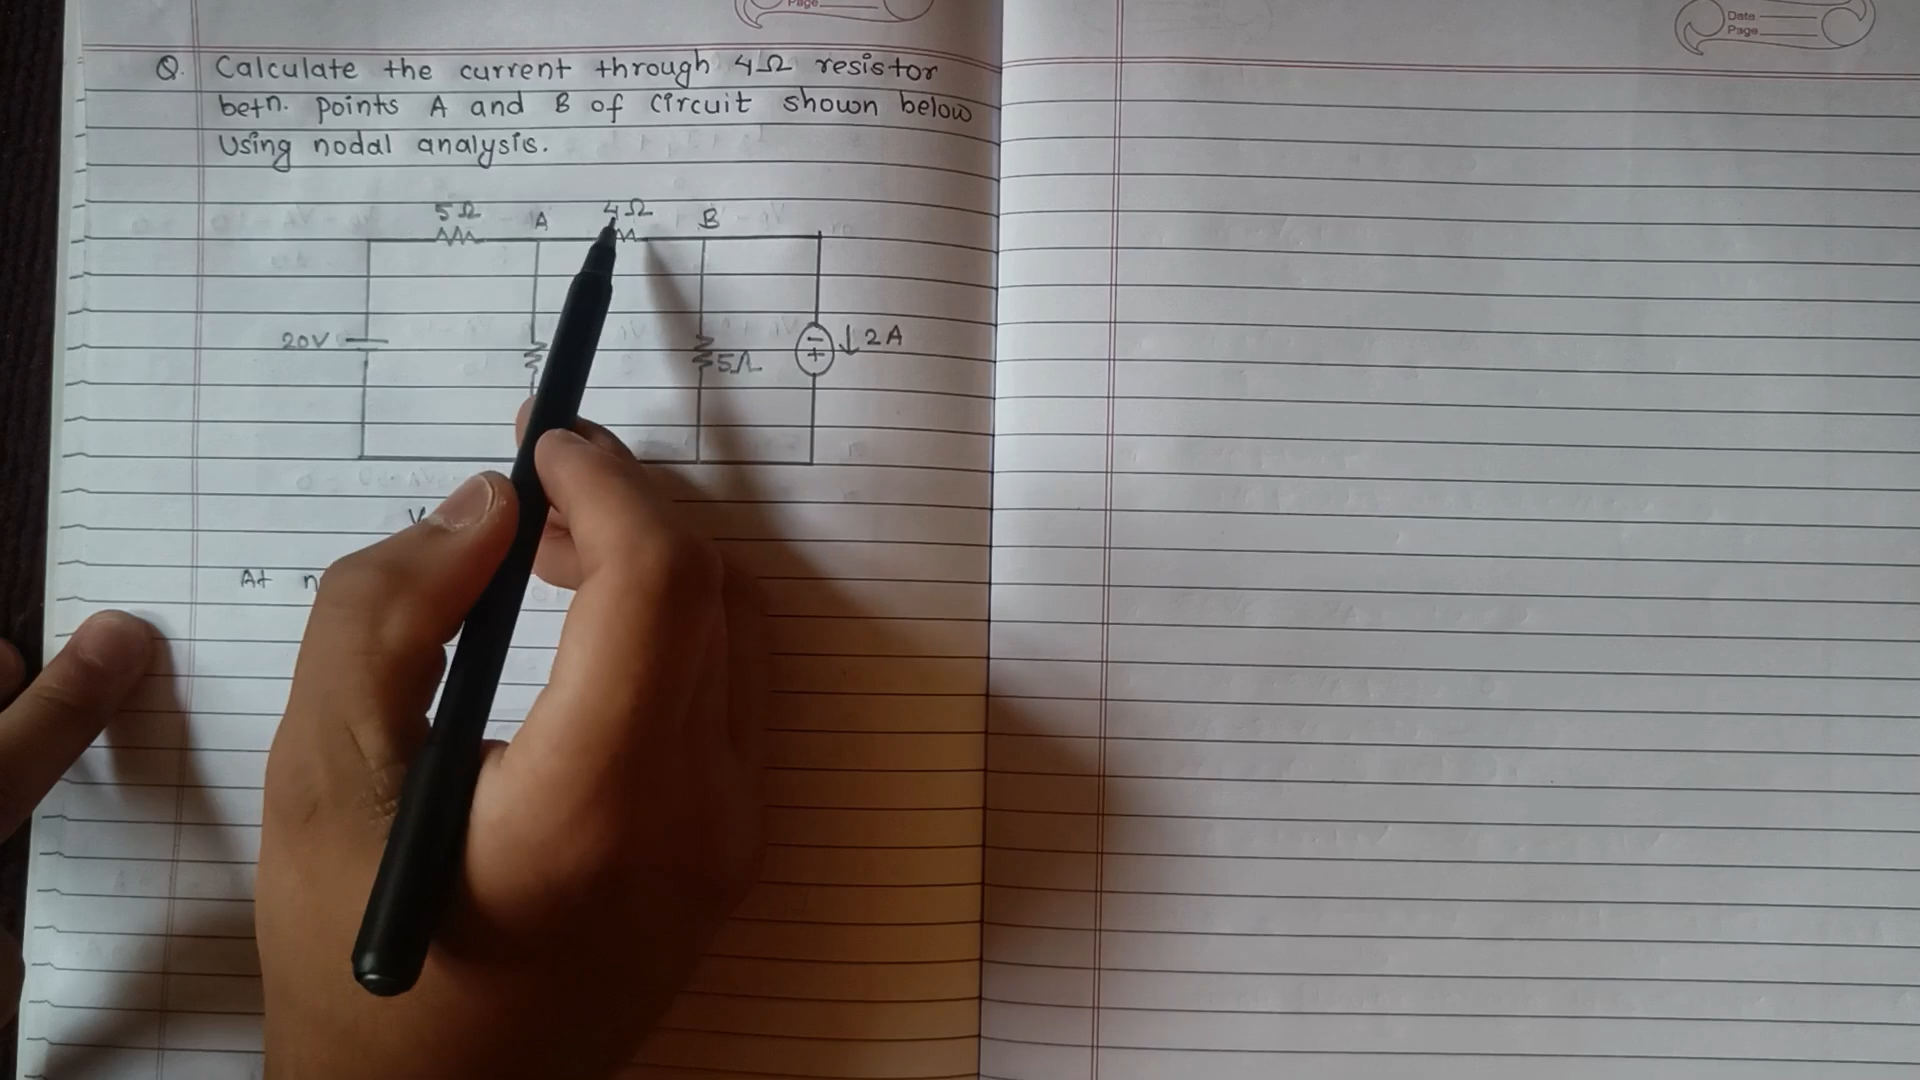 Page
Date
Page
Q. Calculate the current through 4Ω resistor
betn. points A and B of circuit shown below
Using nodal analysis.
5Ω A 4Ω B
20V 5Ω 2A
At